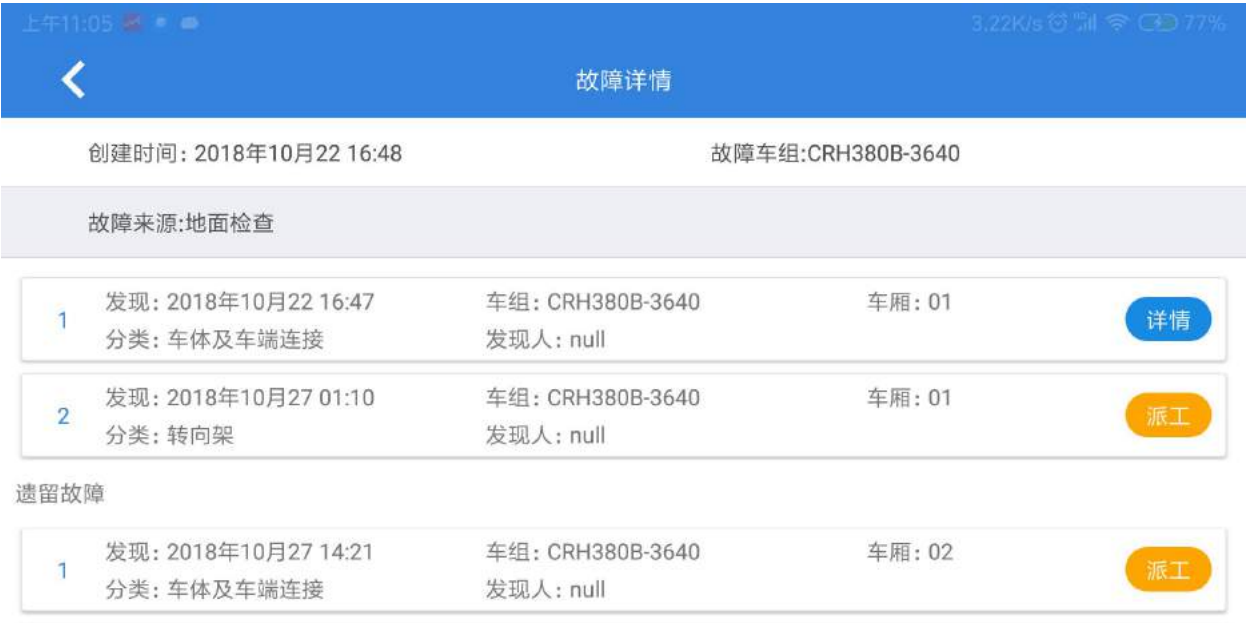 上午11:05
3.22K/s 77%
故障详情
创建时间: 2018年10月22 16:48 故障车组:CRH380B-3640
故障来源:地面检查
1 发现: 2018年10月22 16:47 车组: CRH380B-3640 车厢: 01 详情
分类: 车体及车端连接 发现人: null
2 发现: 2018年10月27 01:10 车组: CRH380B-3640 车厢: 01 派工
分类: 转向架 发现人: null
遗留故障
1 发现: 2018年10月27 14:21 车组: CRH380B-3640 车厢: 02 派工
分类: 车体及车端连接 发现人: null